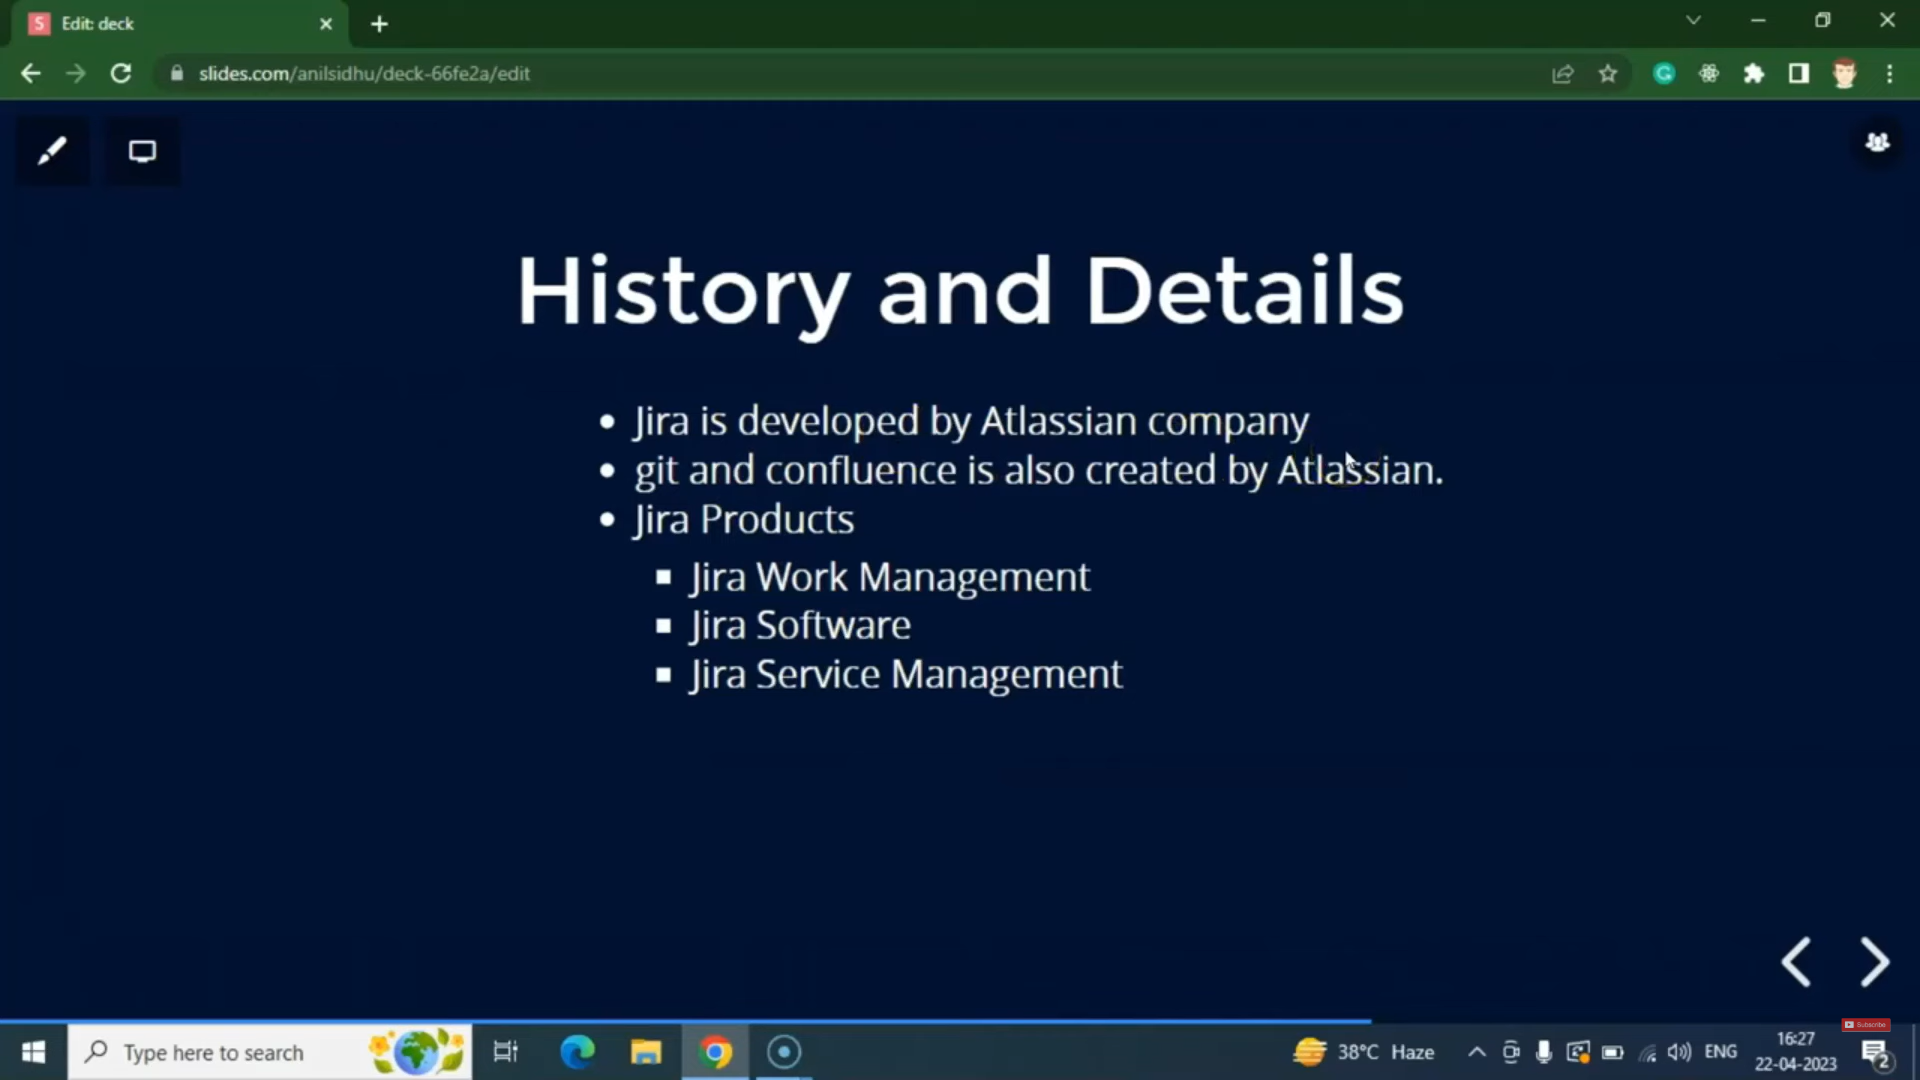 S Edit: deck
slides.com/anilsidhu/deck-66fe2a/edit
History and Details
Jira is developed by Atlassian company
git and confluence is also created by Atlassian.
Jira Products
Jira Work Management
Jira Software
Jira Service Management
Subscribe
Type here to search
38°C Haze
ENG
16:27
22-04-2023
2